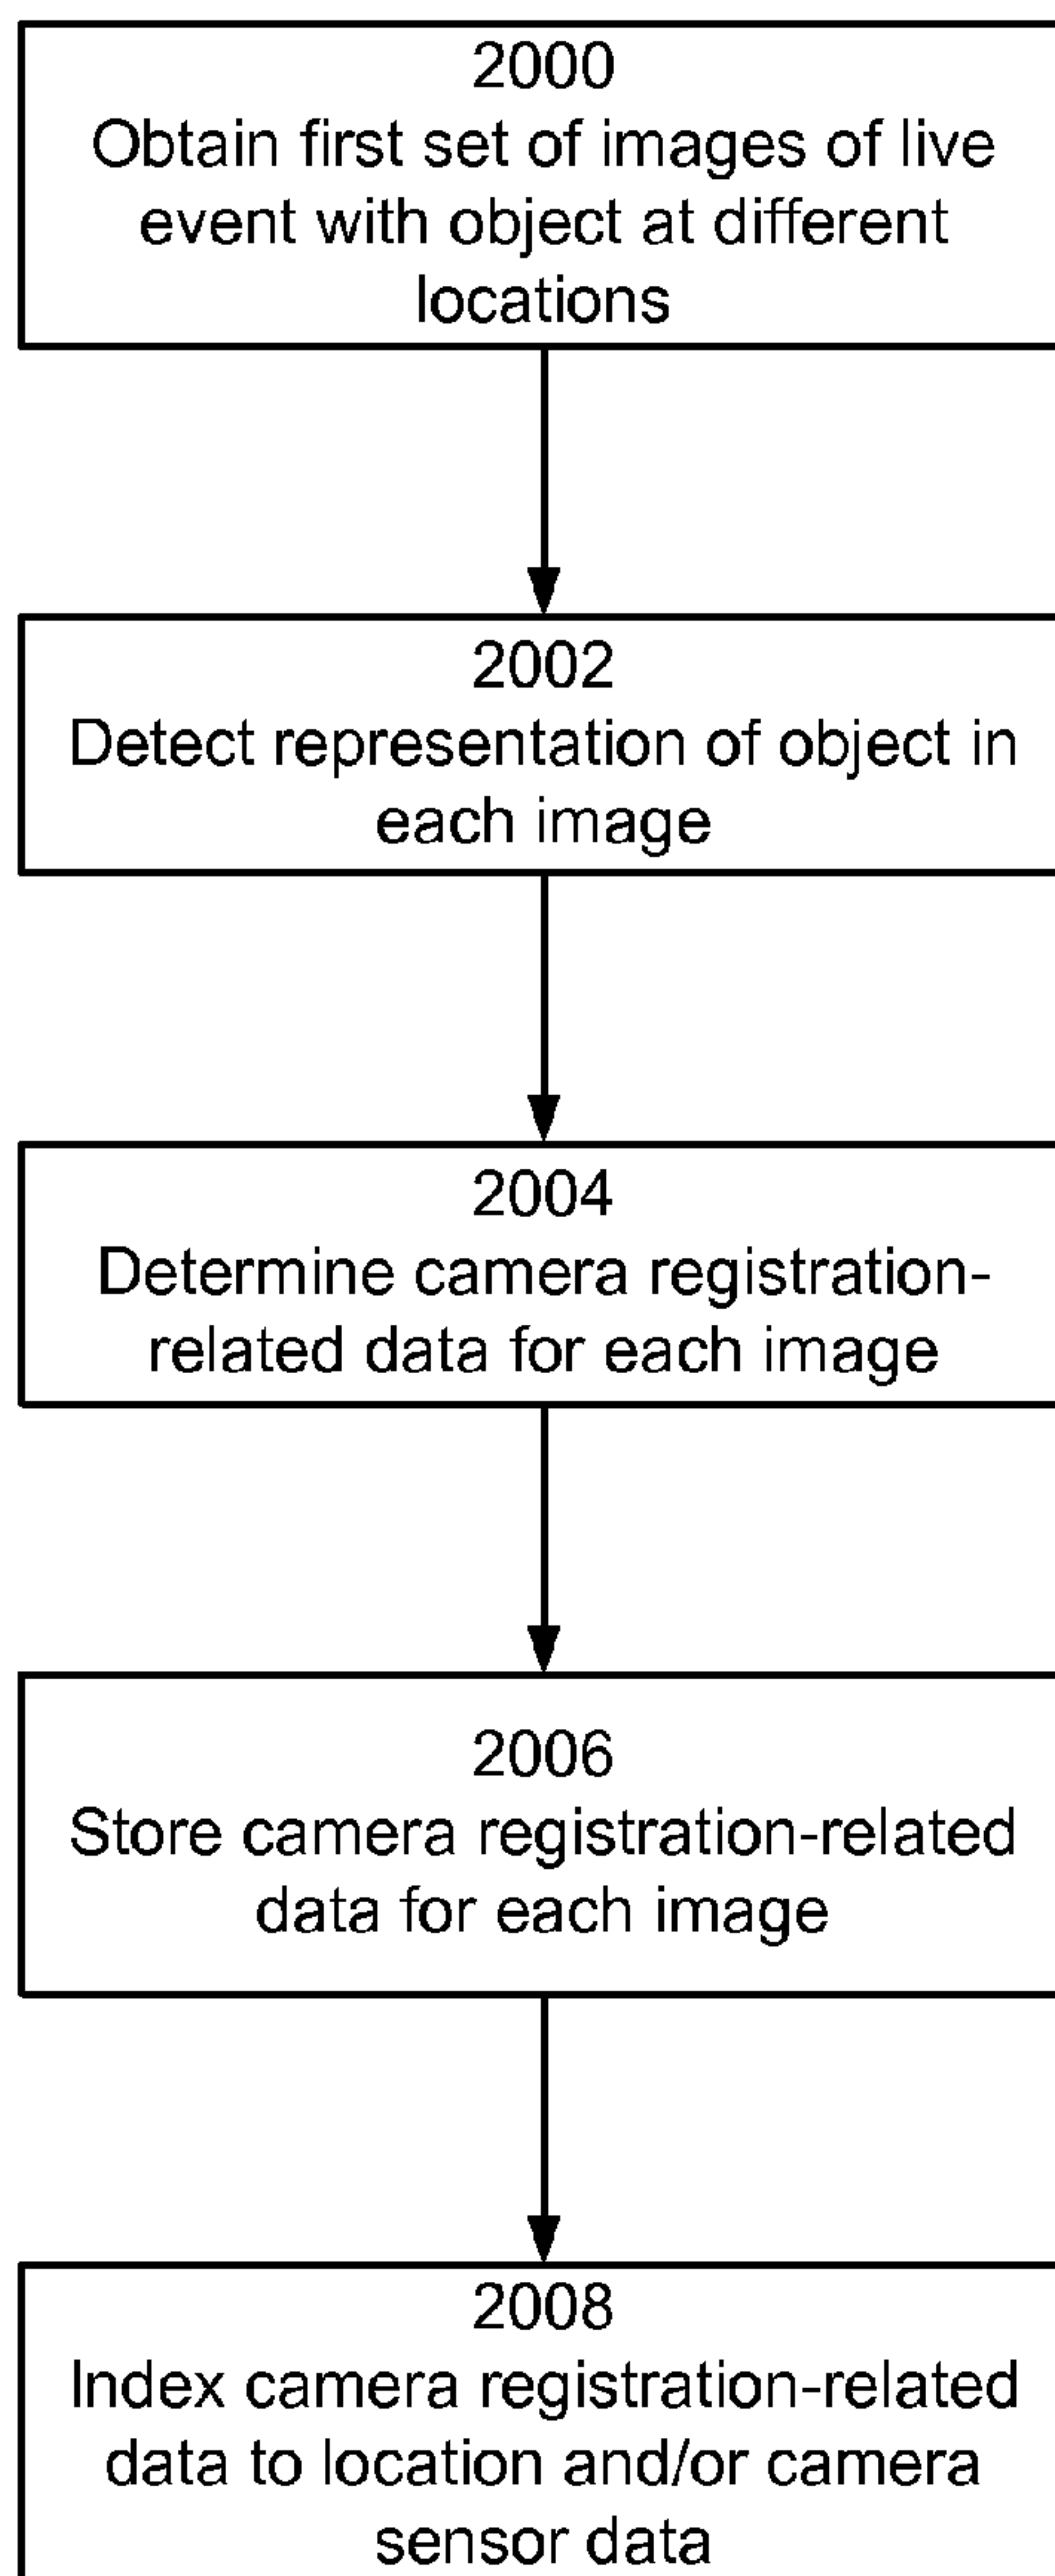 2000
Obtain first set of images of live
event with object at different
locations
2002
Detect representation of object in
each image
2004
Determine camera registration-
related data for each image
2006
Store camera registration-related
data for each image
2008
Index camera registration-related
data to location and/or camera
sensor data